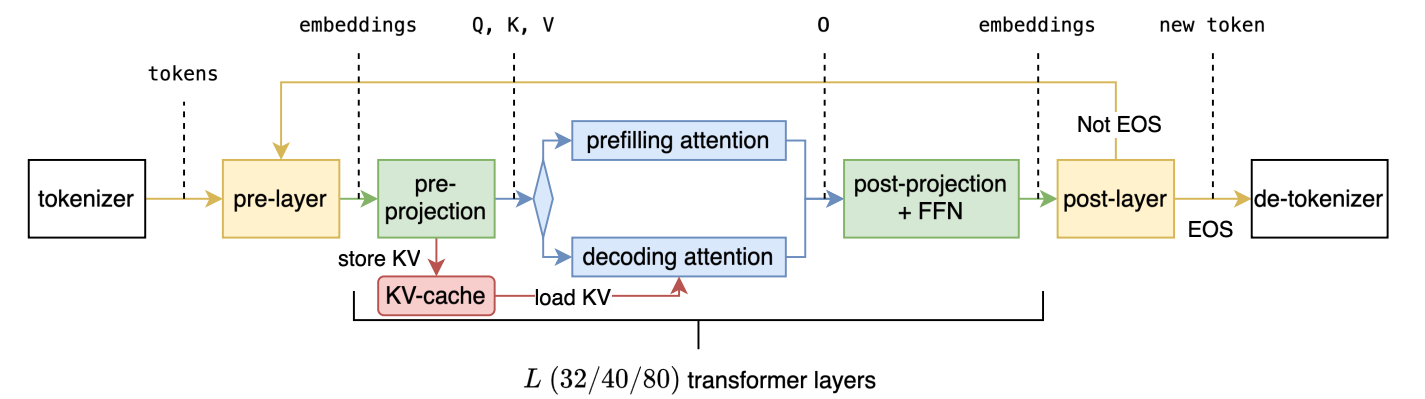 embeddings
Q, K, V
O
embeddings
new token
tokens
Not EOS
prefilling attention
tokenizer
pre-layer
pre-
projection
post-projection
+ FFN
post-layer
de-tokenizer
EOS
store KV
decoding attention
KV-cache
load KV
L (32/40/80) transformer layers